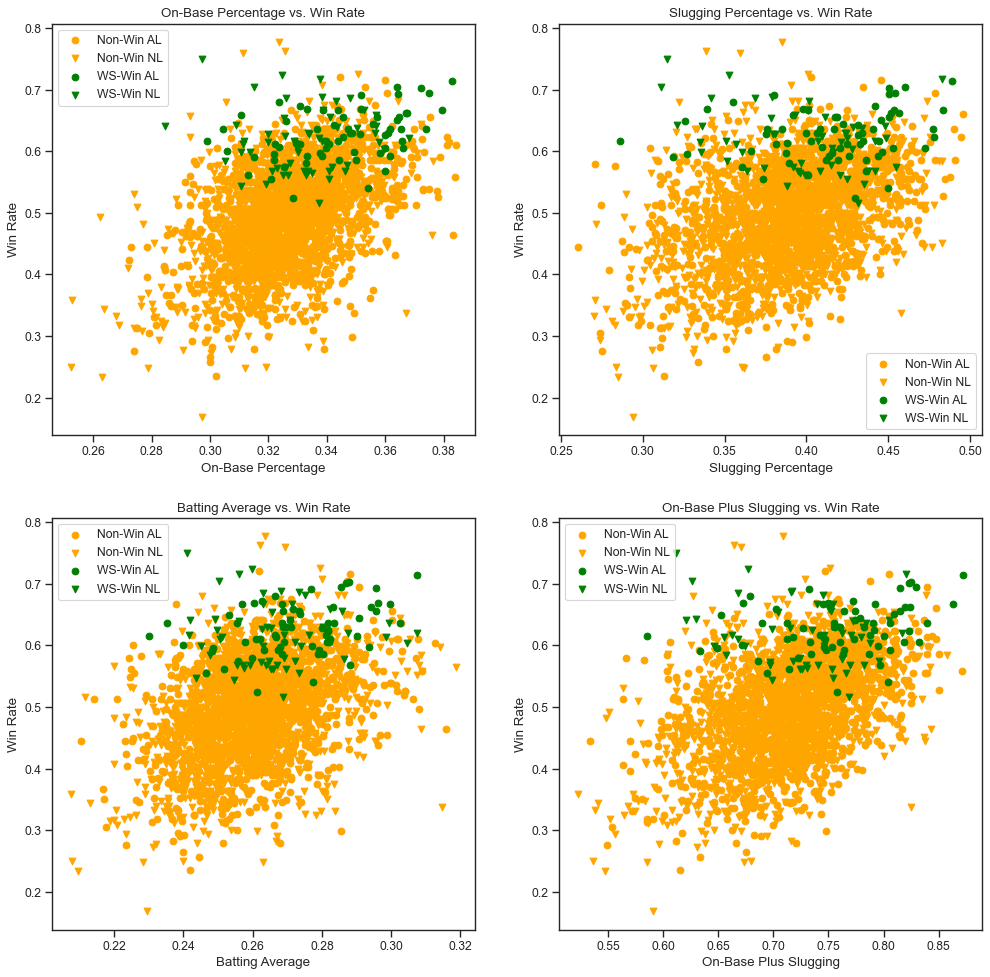 On-Base Percentage vs. Win Rate
0.8
0.7
0.6
0.5
0.4
0.3
0.2
Win Rate
Non-Win AL
Non-Win NL
WS-Win AL
WS-Win NL
0.26 0.28 0.30 0.32 0.34 0.36 0.38
On-Base Percentage
Slugging Percentage vs. Win Rate
0.8
0.7
0.6
0.5
0.4
0.3
0.2
Win Rate
Non-Win AL
Non-Win NL
WS-Win AL
WS-Win NL
0.25 0.30 0.35 0.40 0.45 0.50
Slugging Percentage
Batting Average vs. Win Rate
0.8
0.7
0.6
0.5
0.4
0.3
0.2
Win Rate
Non-Win AL
Non-Win NL
WS-Win AL
WS-Win NL
0.22 0.24 0.26 0.28 0.30 0.32
Batting Average
On-Base Plus Slugging vs. Win Rate
0.8
0.7
0.6
0.5
0.4
0.3
0.2
Win Rate
Non-Win AL
Non-Win NL
WS-Win AL
WS-Win NL
0.55 0.60 0.65 0.70 0.75 0.80 0.85
On-Base Plus Slugging